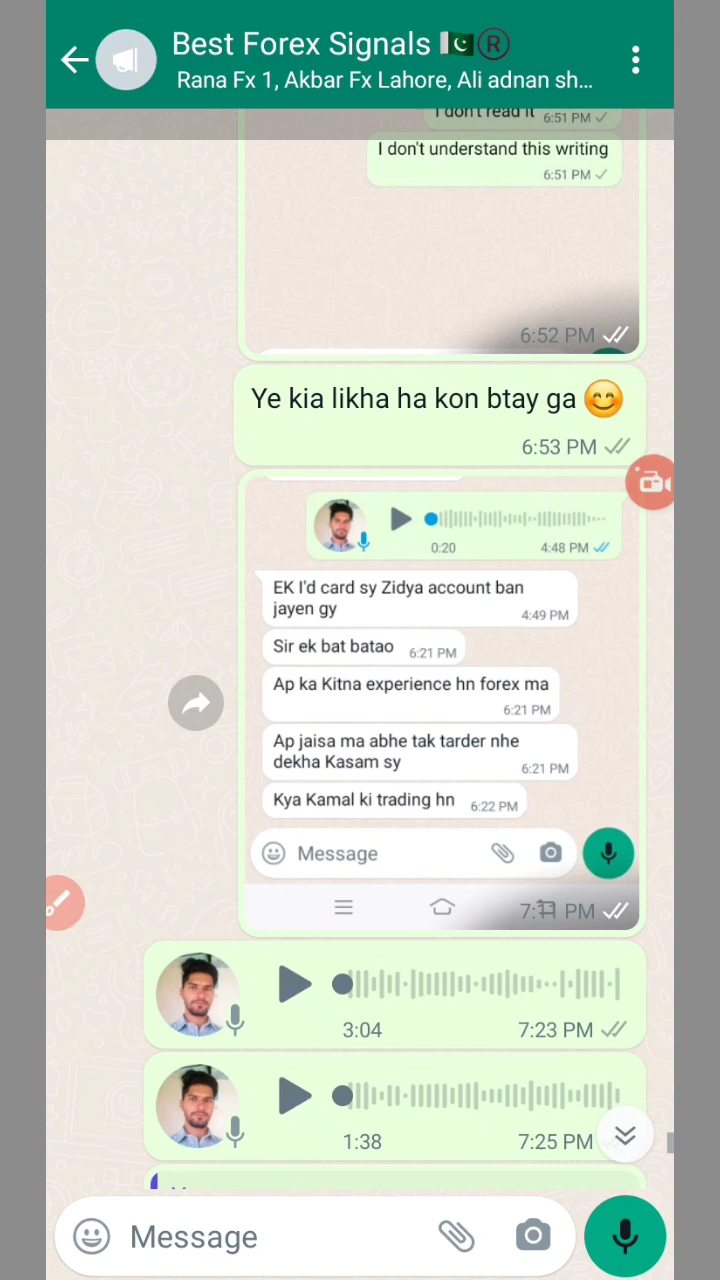 Best Forex Signals 🇵🇰®
Rana Fx 1, Akbar Fx Lahore, Ali adnan sh...
I don't read it 6:51 PM
I don't understand this writing
6:51 PM
6:52 PM
Ye kia likha ha kon btay ga 😊
6:53 PM
0:20 4:48 PM
EK I'd card sy Zidya account ban
jayen gy 4:49 PM
Sir ek bat batao 6:21 PM
Ap ka Kitna experience hn forex ma
6:21 PM
Ap jaisa ma abhe tak tarder nhe
dekha Kasam sy 6:21 PM
Kya Kamal ki trading hn 6:22 PM
Message
7:11 PM
3:04 7:23 PM
1:38 7:25 PM
Message